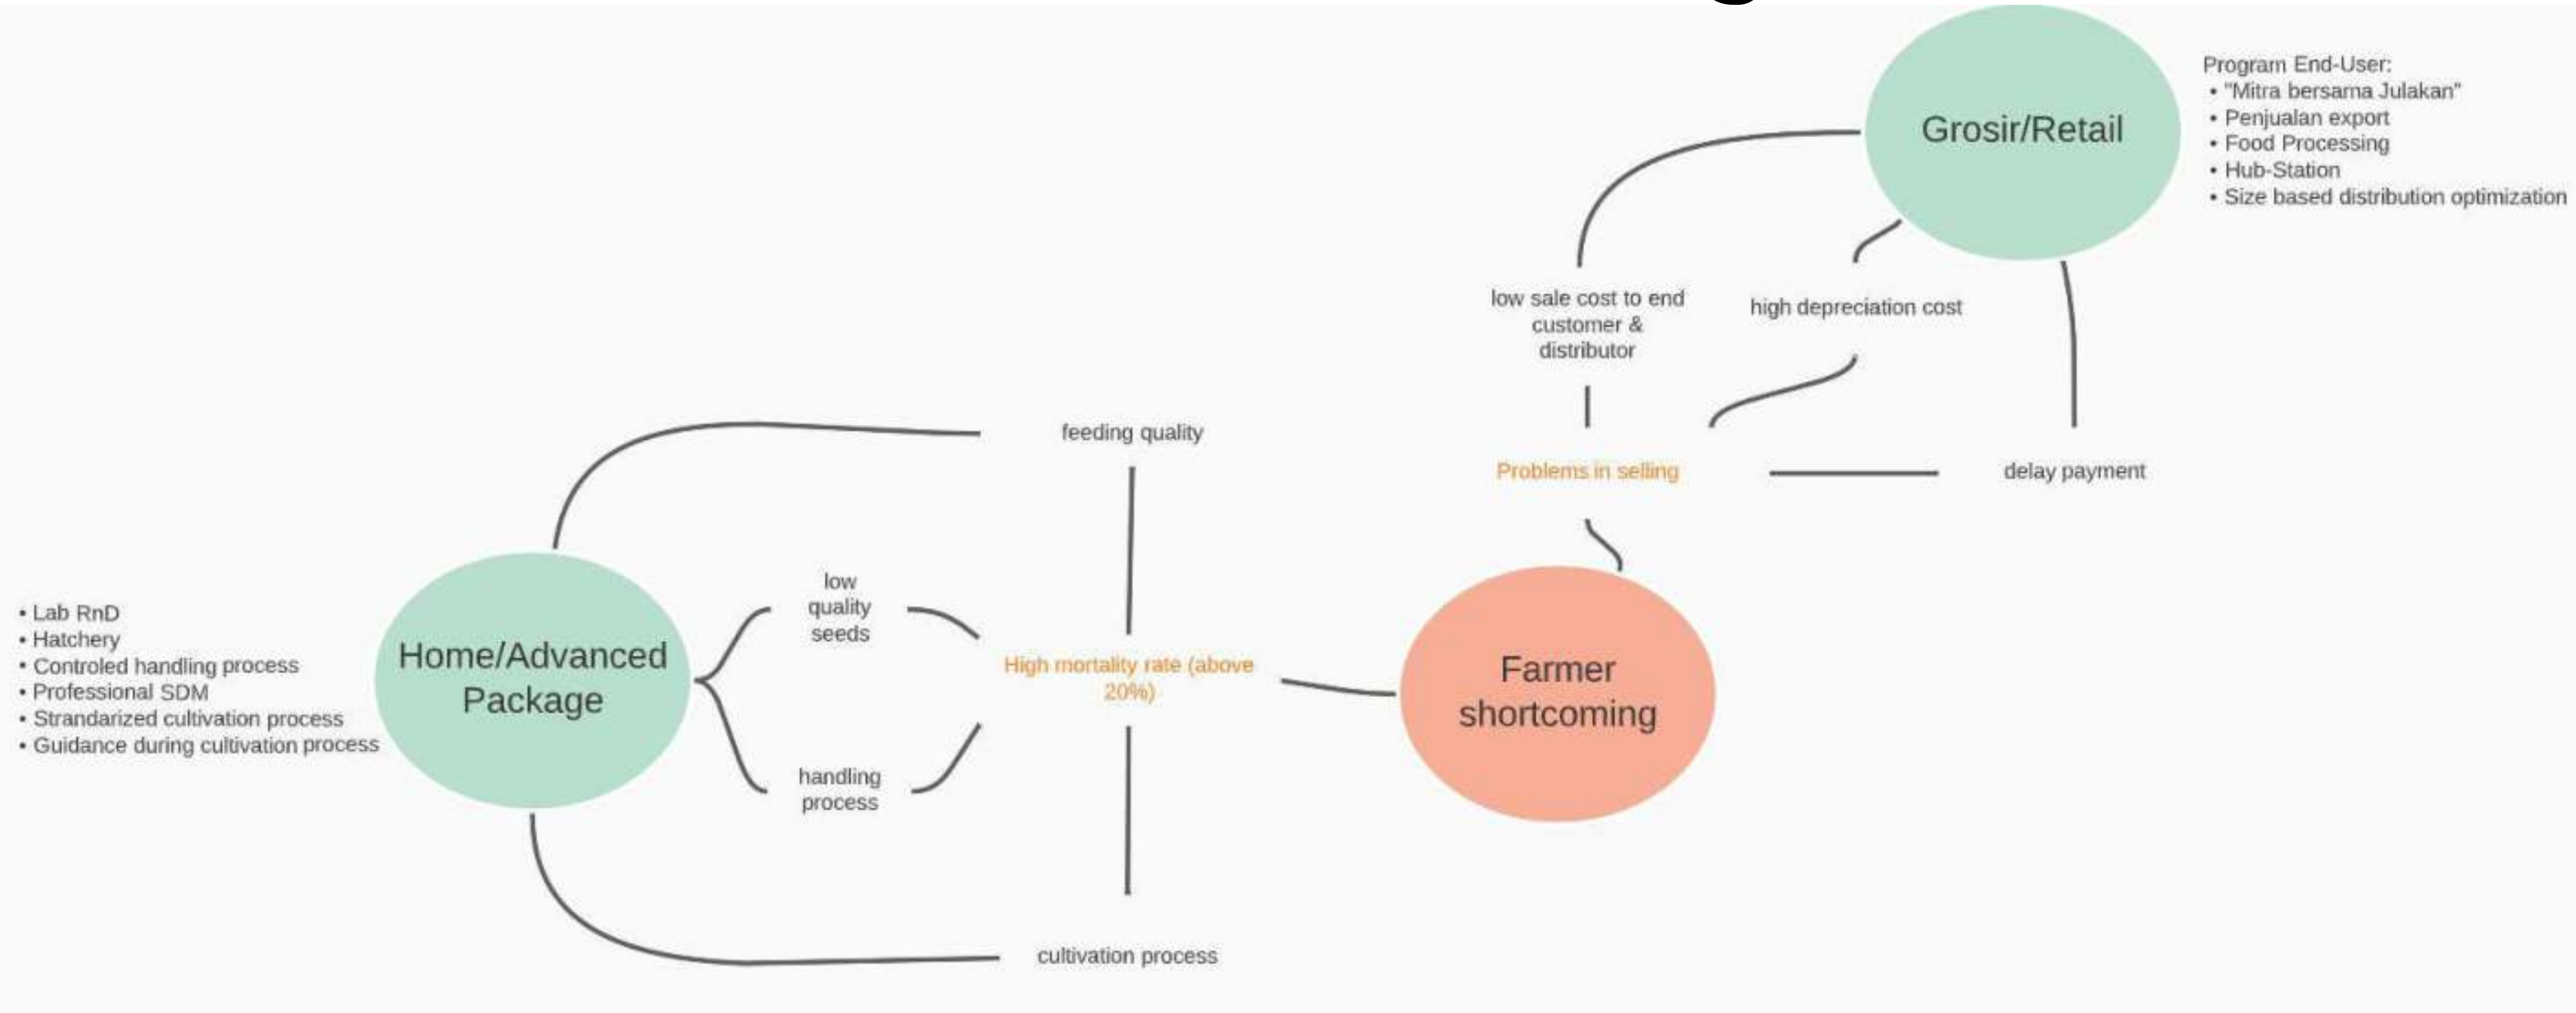 Grosir/Retail
Program End-User:
• "Mitra bersama Julakan"
• Penjualan export
• Food Processing
• Hub-Station
• Size based distribution optimization
low sale cost to end
customer &
distributor
high depreciation cost
Problems in selling
delay payment
feeding quality
low
quality
seeds
• Lab RnD
• Hatchery
• Controled handling process
• Professional SDM
• Strandarized cultivation process
• Guidance during cultivation process
Home/Advanced
Package
High mortality rate (above
20%)
Farmer
shortcoming
handling
process
cultivation process